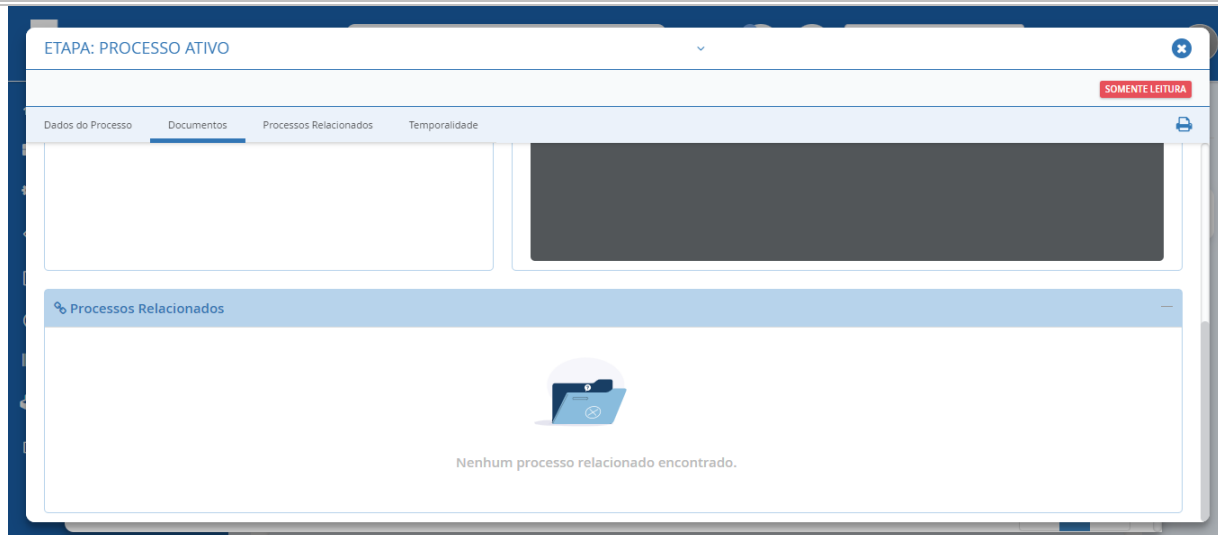 ETAPA: PROCESSO ATIVO
SOMENTE LEITURA
Dados do Processo Documentos Processos Relacionados Temporalidade
Processos Relacionados
Nenhum processo relacionado encontrado.